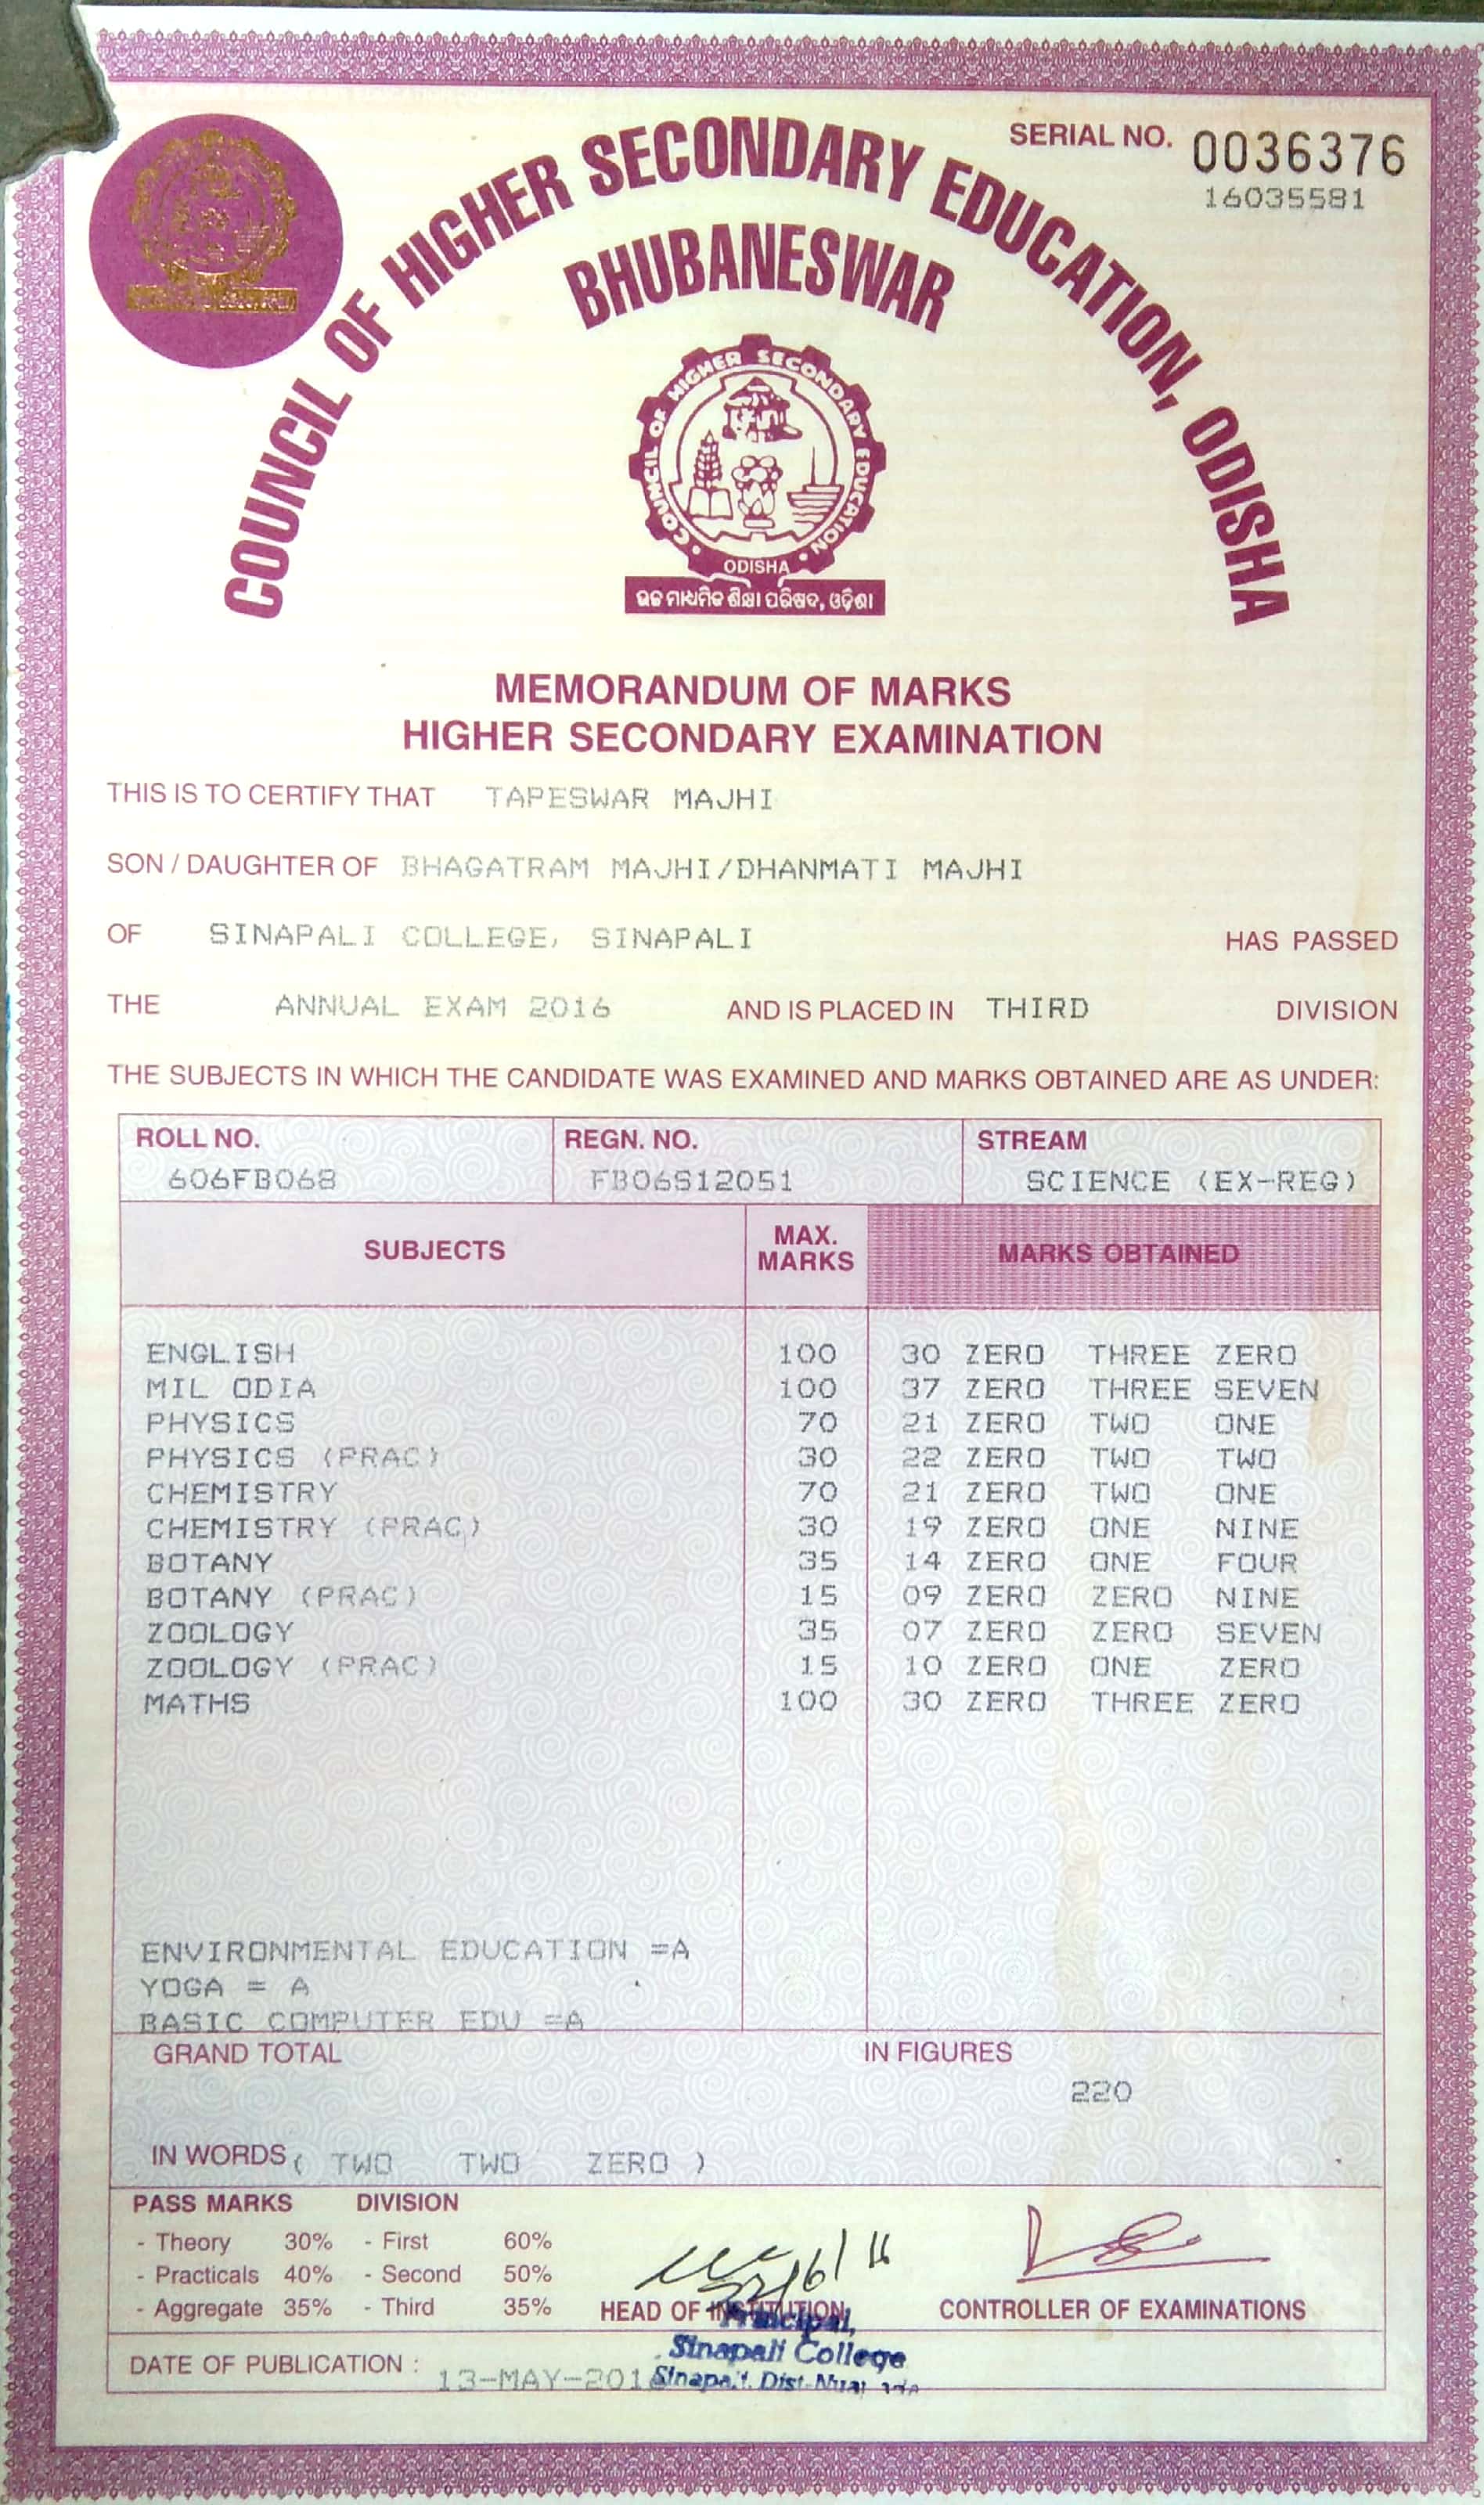 SERIAL NO. 0036376
16035581
COUNCIL OF HIGHER SECONDARY EDUCATION, ODISHA
BHUBANESWAR
COUNCIL OF HIGHER SECONDARY EDUCATION
ODISHA
ଉଚ୍ଚ ମାଧ୍ୟମିକ ଶିକ୍ଷା ପରିଷଦ, ଓଡ଼ିଶା
MEMORANDUM OF MARKS
HIGHER SECONDARY EXAMINATION
THIS IS TO CERTIFY THAT TAPESWAR MAJHI
SON / DAUGHTER OF BHAGATRAM MAJHI/DHANMATI MAJHI
OF SINAPALI COLLEGE, SINAPALI HAS PASSED
THE ANNUAL EXAM 2016 AND IS PLACED IN THIRD DIVISION
THE SUBJECTS IN WHICH THE CANDIDATE WAS EXAMINED AND MARKS OBTAINED ARE AS UNDER:
ROLL NO. REGN. NO. STREAM
606FB068 FB06S12051 SCIENCE (EX-REG)
SUBJECTS MAX. MARKS MARKS OBTAINED
ENGLISH 100 30 ZERO THREE ZERO
MIL ODIA 100 37 ZERO THREE SEVEN
PHYSICS 70 21 ZERO TWO ONE
PHYSICS (PRAC) 30 22 ZERO TWO TWO
CHEMISTRY 70 21 ZERO TWO ONE
CHEMISTRY (PRAC) 30 19 ZERO ONE NINE
BOTANY 35 14 ZERO ONE FOUR
BOTANY (PRAC) 15 09 ZERO ZERO NINE
ZOOLOGY 35 07 ZERO ZERO SEVEN
ZOOLOGY (PRAC) 15 10 ZERO ONE ZERO
MATHS 100 30 ZERO THREE ZERO
ENVIRONMENTAL EDUCATION =A
YOGA = A
BASIC COMPUTER EDU =A
GRAND TOTAL IN FIGURES
220
IN WORDS ( TWO TWO ZERO )
PASS MARKS DIVISION
- Theory 30% - First 60%
- Practicals 40% - Second 50%
- Aggregate 35% - Third 35%
HEAD OF INSTITUTION CONTROLLER OF EXAMINATIONS
Principal,
Sinapali College
DATE OF PUBLICATION : 13-MAY-2016
Sinapali, Dist-